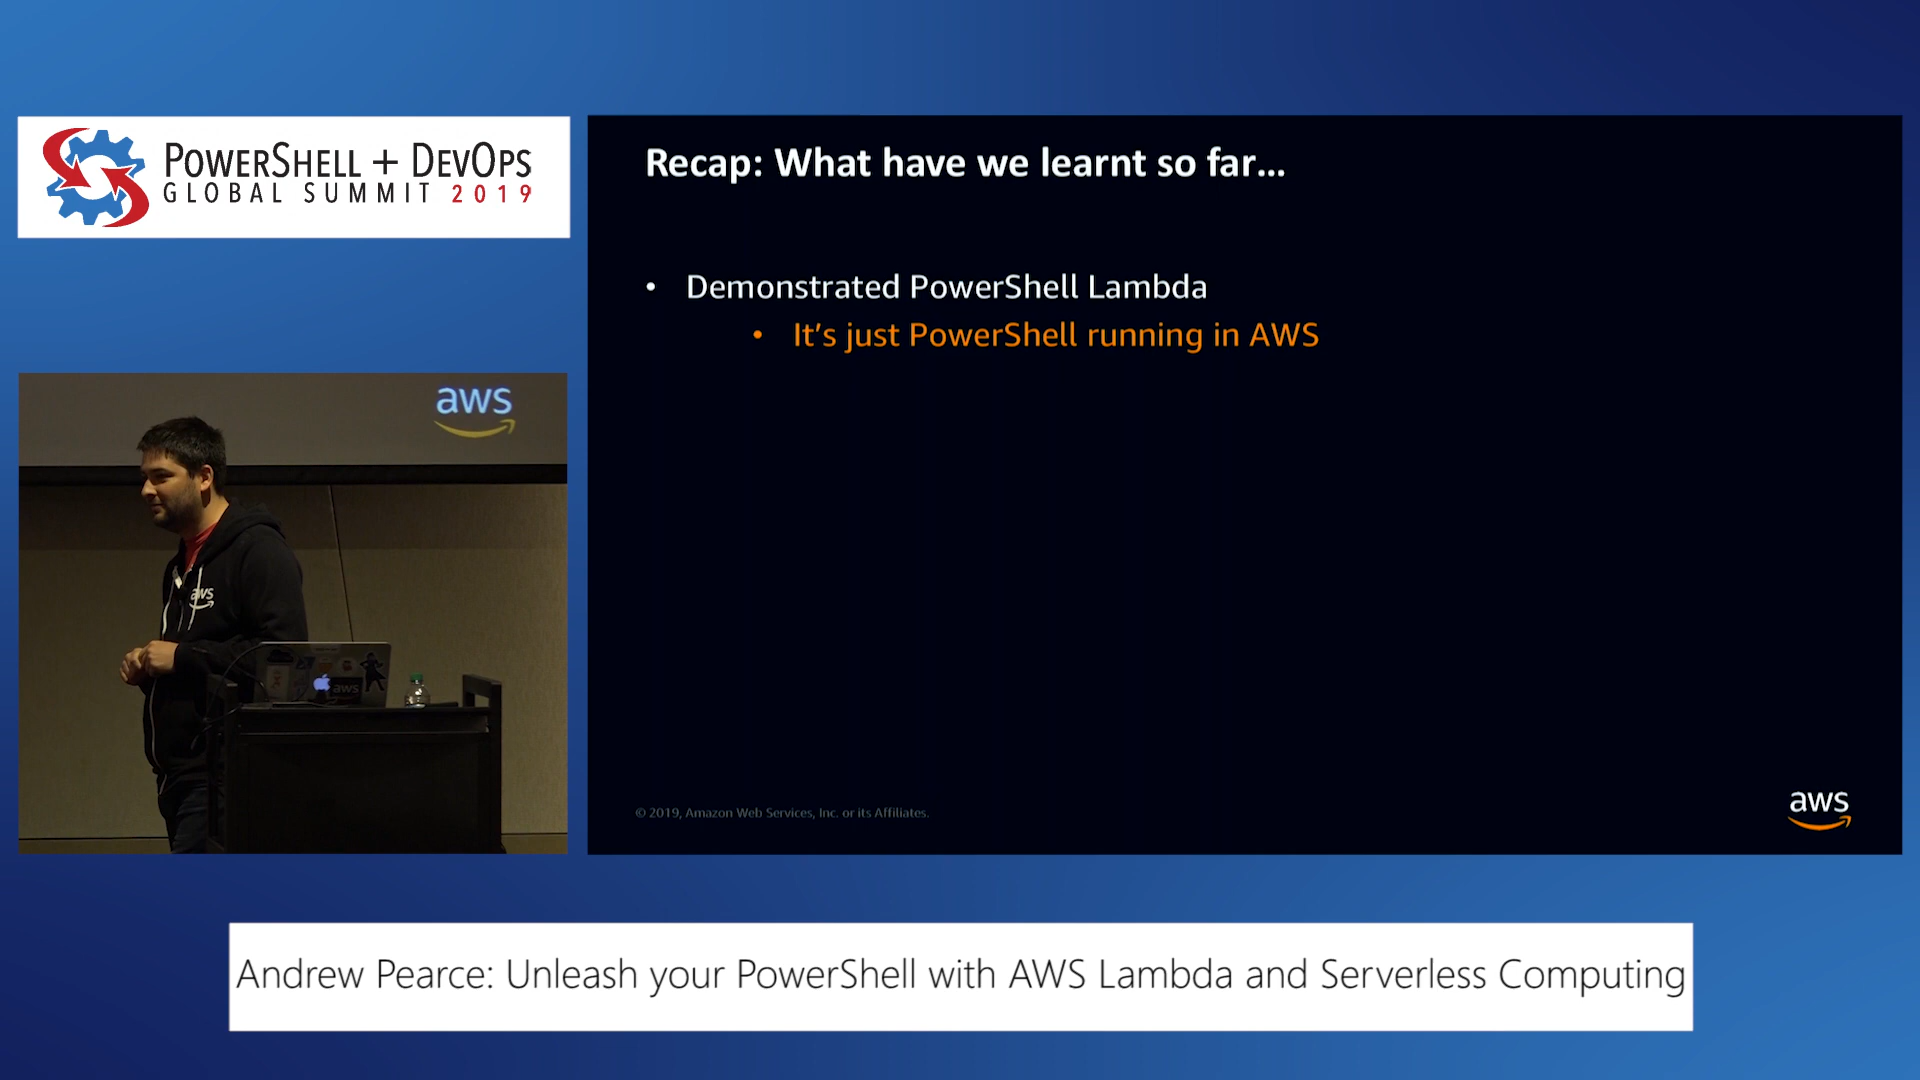 POWERSHELL + DEVOPS
GLOBAL SUMMIT 2019
Recap: What have we learnt so far...
• Demonstrated PowerShell Lambda
• It's just PowerShell running in AWS
aws
aws
aws
© 2019, Amazon Web Services, Inc. or its Affiliates.
aws
Andrew Pearce: Unleash your PowerShell with AWS Lambda and Serverless Computing